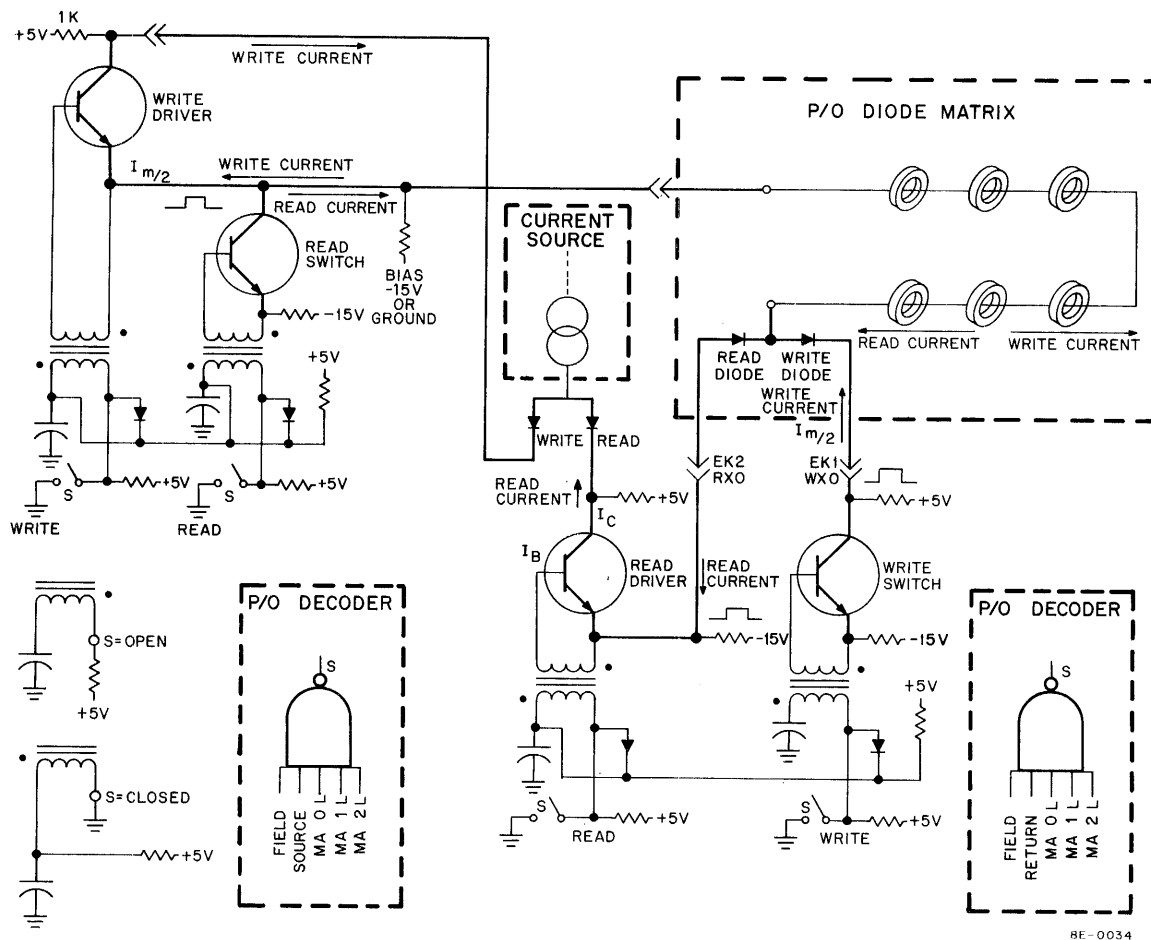 1K
+5V
WRITE CURRENT
WRITE
DRIVER
P/O DIODE MATRIX
I m/2
WRITE CURRENT
READ CURRENT
READ
SWITCH
BIAS
-15V
OR
GROUND
-15V
+5V
CURRENT
SOURCE
READ CURRENT
WRITE CURRENT
READ
DIODE
WRITE
DIODE
WRITE
CURRENT
I m/2
WRITE
READ
EK2
RX0
EK1
WX0
+5V
S
+5V
S
+5V
WRITE
READ
READ
CURRENT
+5V
I C
I B
READ
DRIVER
READ
CURRENT
WRITE
SWITCH
-15V
-15V
S=OPEN
+5V
S=CLOSED
+5V
P/O DECODER
S
FIELD
SOURCE
MA 0 L
MA 1 L
MA 2 L
+5V
S
READ
+5V
S
WRITE
+5V
P/O DECODER
S
FIELD
RETURN
MA 0 L
MA 1 L
MA 2 L
8E-0034